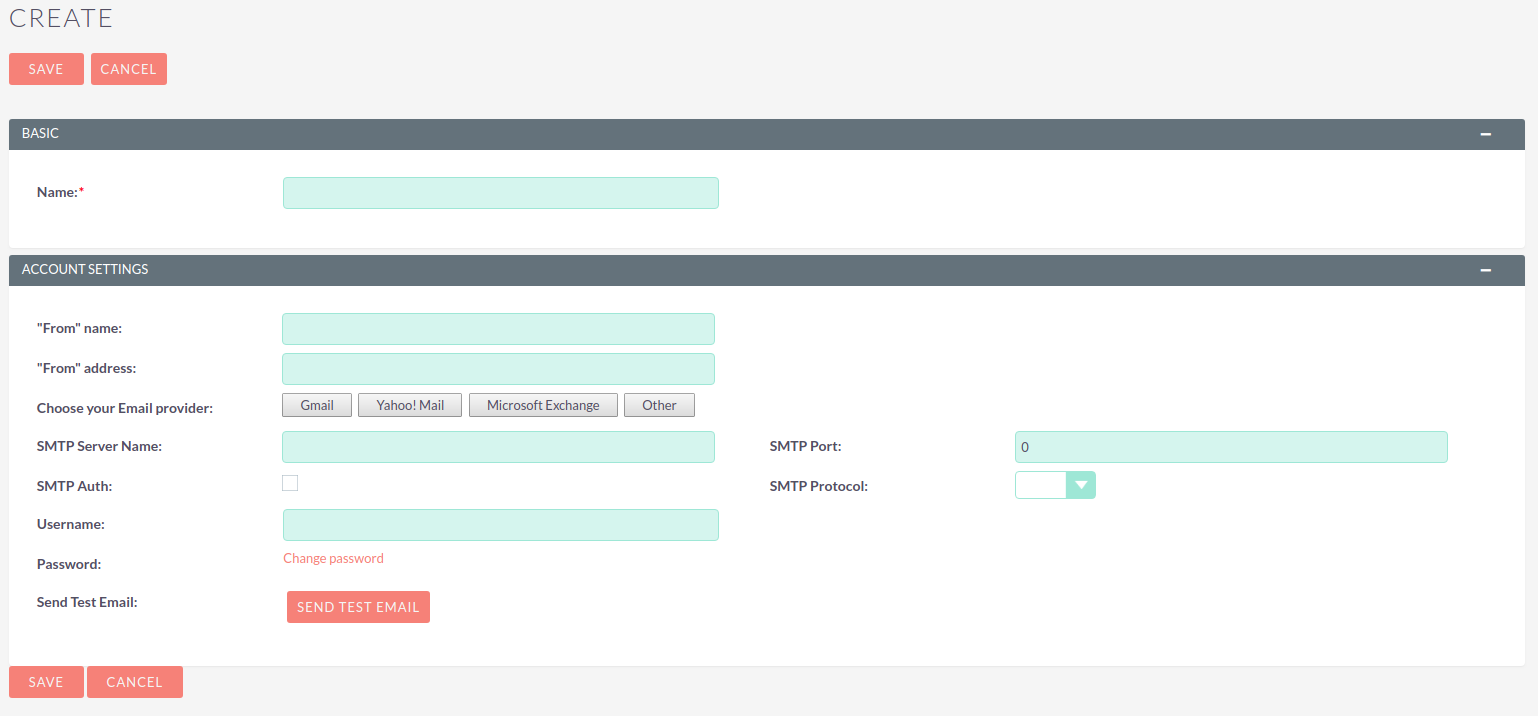 CREATE
SAVE CANCEL
BASIC
Name:*
ACCOUNT SETTINGS
"From" name:
"From" address:
Choose your Email provider: Gmail Yahoo! Mail Microsoft Exchange Other
SMTP Server Name: SMTP Port: 0
SMTP Auth: SMTP Protocol:
Username:
Password: Change password
Send Test Email: SEND TEST EMAIL
SAVE CANCEL